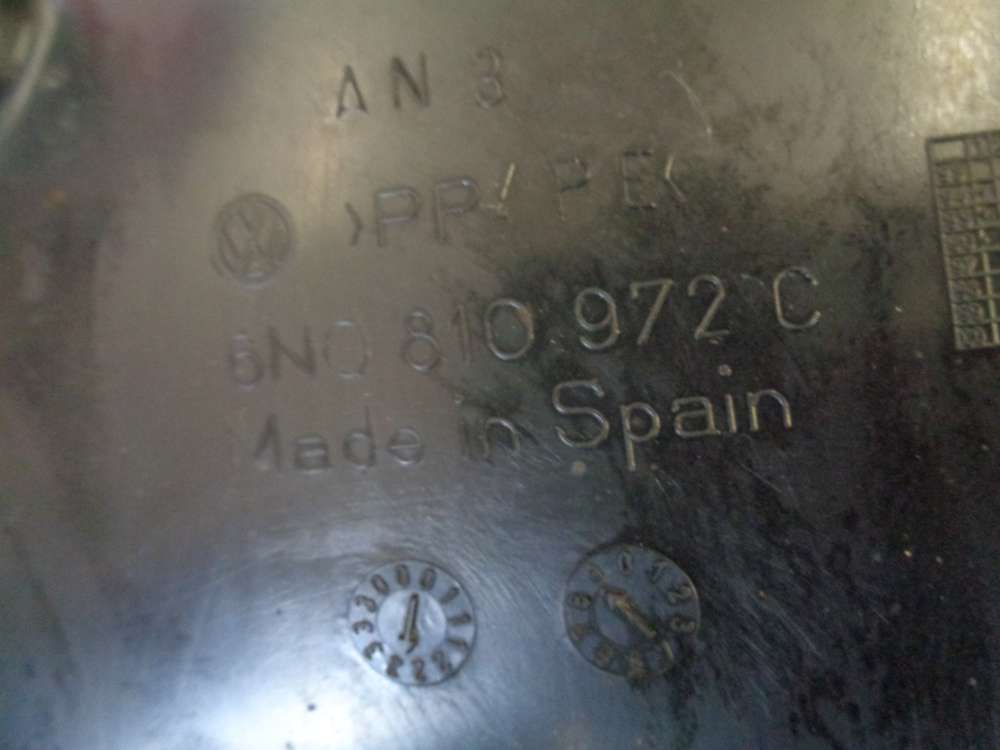 AN 3
>PP/PE<
6N0 810 972 C
Made in Spain